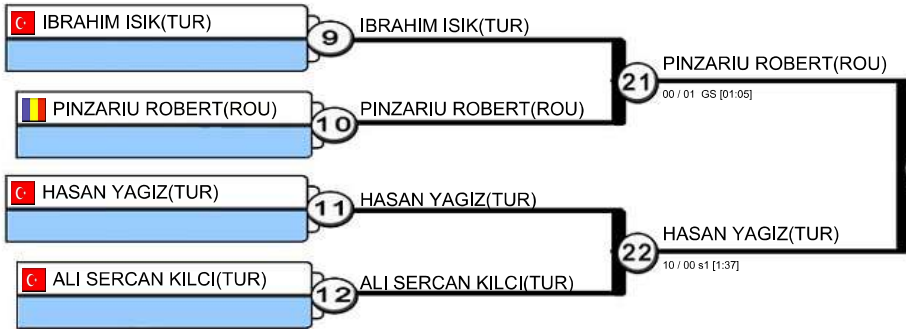 IBRAHIM ISIK(TUR)
9
IBRAHIM ISIK(TUR)
PINZARIU ROBERT(ROU)
10
PINZARIU ROBERT(ROU)
21
PINZARIU ROBERT(ROU)
00 / 01 GS [01:05]
HASAN YAGIZ(TUR)
11
HASAN YAGIZ(TUR)
ALI SERCAN KILCI(TUR)
12
ALI SERCAN KILCI(TUR)
22
HASAN YAGIZ(TUR)
10 / 00 s1 [1:37]